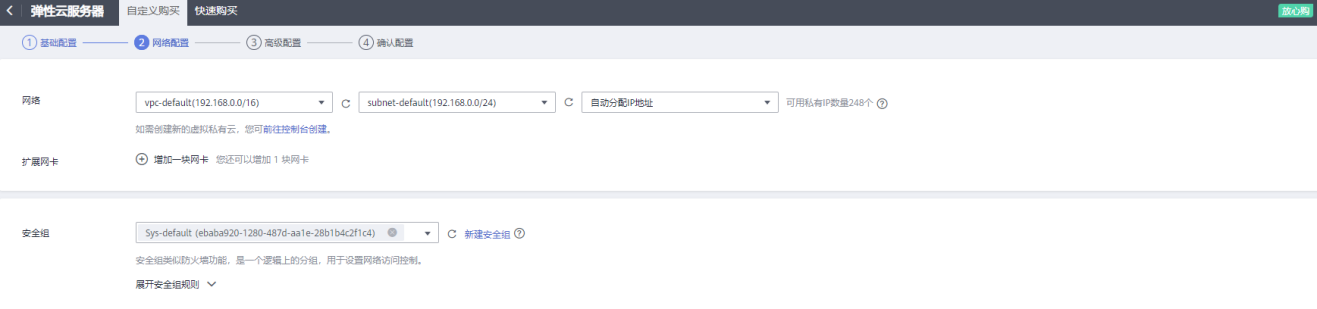 弹性云服务器 自定义购买 快速购买 放心购
1 基础配置 2 网络配置 3 高级配置 4 确认配置
网络 vpc-default(192.168.0.0/16) subnet-default(192.168.0.0/24) 自动分配IP地址 可用私有IP数量248个 ?
如需创建新的虚拟私有云，您可前往控制台创建。
扩展网卡 增加一块网卡 您还可以增加 1 块网卡
安全组 Sys-default (ebaba920-1280-487d-aa1e-28b1b4c2f1c4) 新建安全组 ?
安全组类似防火墙功能，是一个逻辑上的分组，用于设置网络访问控制。
展开安全组规则